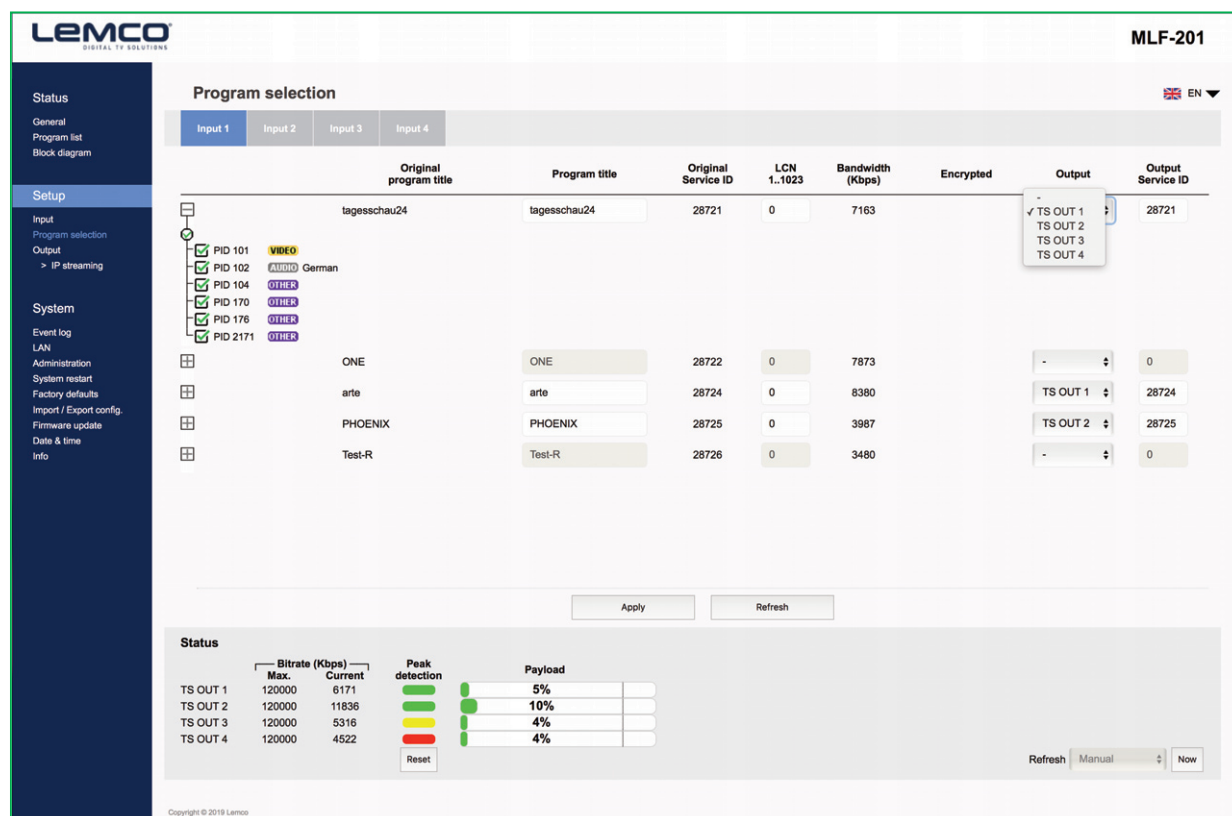 LEMCO
DIGITAL TV SOLUTIONS
MLF-201
Status
General
Program list
Block diagram
Setup
Input
Program selection
Output
> IP streaming
System
Event log
LAN
Administration
System restart
Factory defaults
Import / Export config.
Firmware update
Date & time
Info
Program selection
EN
Input 1 Input 2 Input 3 Input 4
Original program title Program title Original Service ID LCN 1..1023 Bandwidth (Kbps) Encrypted Output Output Service ID
tagesschau24 tagesschau24 28721 0 7163 28721
-
✓ TS OUT 1
TS OUT 2
TS OUT 3
TS OUT 4
PID 101 VIDEO
PID 102 AUDIO German
PID 104 OTHER
PID 170 OTHER
PID 176 OTHER
PID 2171 OTHER
ONE ONE 28722 0 7873 - 0
arte arte 28724 0 8380 TS OUT 1 28724
PHOENIX PHOENIX 28725 0 3987 TS OUT 2 28725
Test-R Test-R 28726 0 3480 - 0
Apply Refresh
Status
Bitrate (Kbps) Peak detection Payload
Max. Current
TS OUT 1 120000 6171 5%
TS OUT 2 120000 11836 10%
TS OUT 3 120000 5316 4%
TS OUT 4 120000 4522 4%
Reset
Refresh Manual Now
Copyright © 2019 Lemco